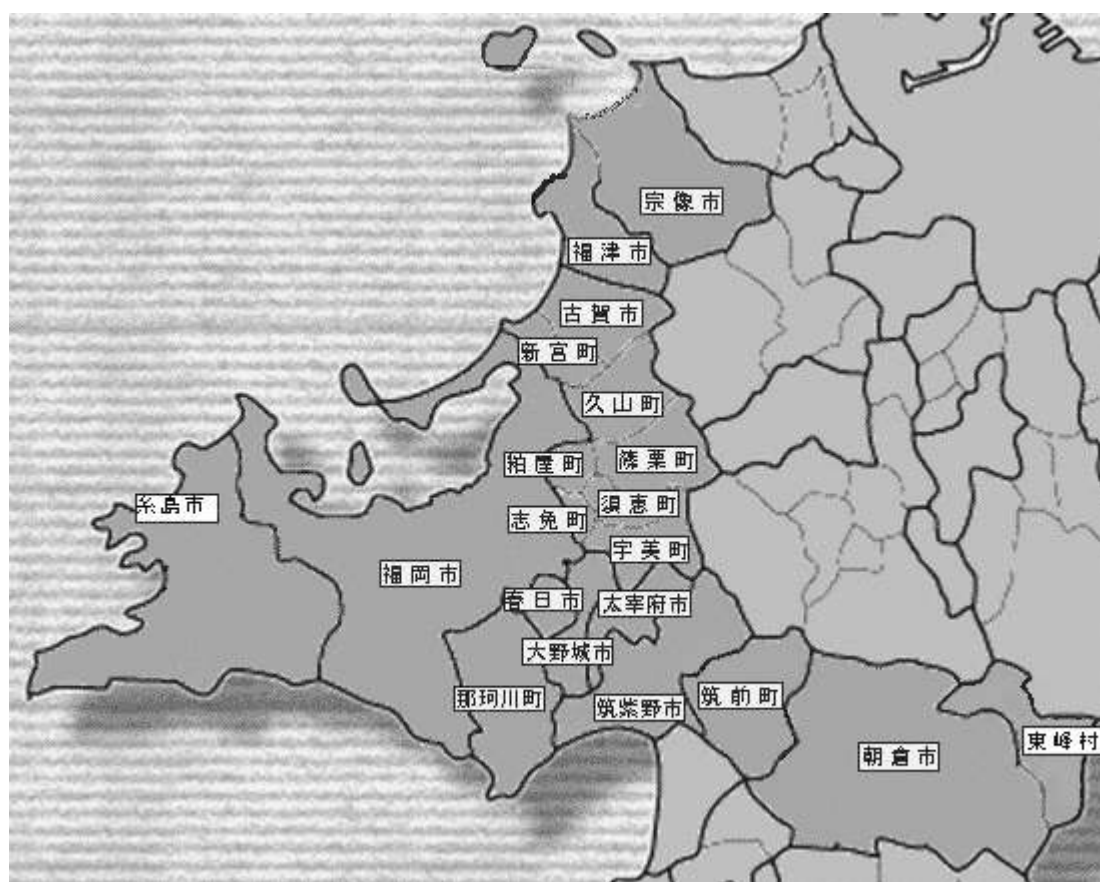 宗像市
福津市
古賀市
新宮町
久山町
粕屋町
篠栗町
糸島市
須恵町
志免町
宇美町
福岡市
春日市
太宰府市
大野城市
那珂川町
筑紫野市
筑前町
東峰村
朝倉市